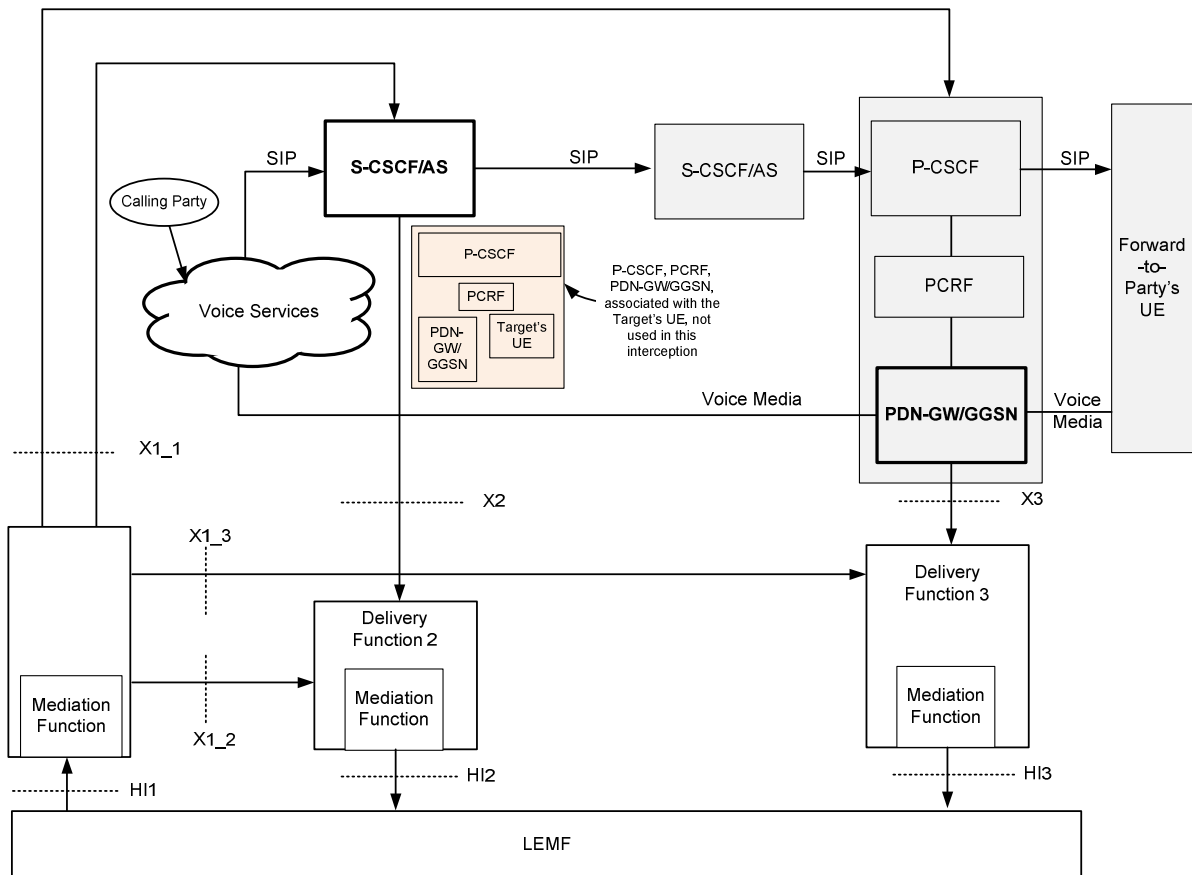 SIP
S-CSCF/AS
SIP
S-CSCF/AS
SIP
P-CSCF
SIP
Calling Party
Voice Services
P-CSCF
PCRF
PDN-
GW/
GGSN
Target's
UE
P-CSCF, PCRF,
PDN-GW/GGSN,
associated with the
Target's UE, not
used in this
interception
PCRF
Forward
-to-
Party's
UE
Voice Media
PDN-GW/GGSN
Voice
Media
X1_1
X2
X3
X1_3
Delivery
Function 2
Delivery
Function 3
Mediation
Function
Mediation
Function
Mediation
Function
X1_2
HI1
HI2
HI3
LEMF